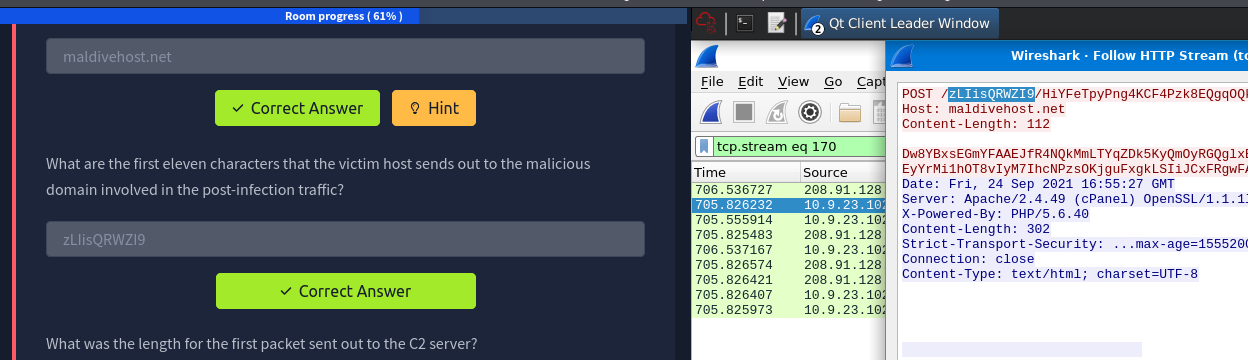 Room progress ( 61% )
maldivehost.net
Correct Answer
Hint
What are the first eleven characters that the victim host sends out to the malicious
domain involved in the post-infection traffic?
zLIisQRWZI9
Correct Answer
What was the length for the first packet sent out to the C2 server?
2 Qt Client Leader Window
Wireshark · Follow HTTP Stream (tc
File Edit View Go Capt
tcp.stream eq 170
Time Source
706.536727 208.91.128
705.826232 10.9.23.102
705.555914 10.9.23.102
705.825483 208.91.128
706.537167 10.9.23.102
705.826574 208.91.128
705.826421 208.91.128
705.826407 10.9.23.102
705.825973 10.9.23.102
POST /zLIisQRWZI9/HiYFeTpyPng4KCF4Pzk8EQgqOQk
Host: maldivehost.net
Content-Length: 112
Dw8YBxsEGmYFAAEJfR4NQkMmLTYqZDk5KyQmOyRGQglxE
EyYrMi1hOT8vIyM7IhcNPzsOKjguFxgkLSIiJCxFRgwFA
Date: Fri, 24 Sep 2021 16:55:27 GMT
Server: Apache/2.4.49 (cPanel) OpenSSL/1.1.1l
X-Powered-By: PHP/5.6.40
Content-Length: 302
Strict-Transport-Security: ...max-age=1555200
Connection: close
Content-Type: text/html; charset=UTF-8